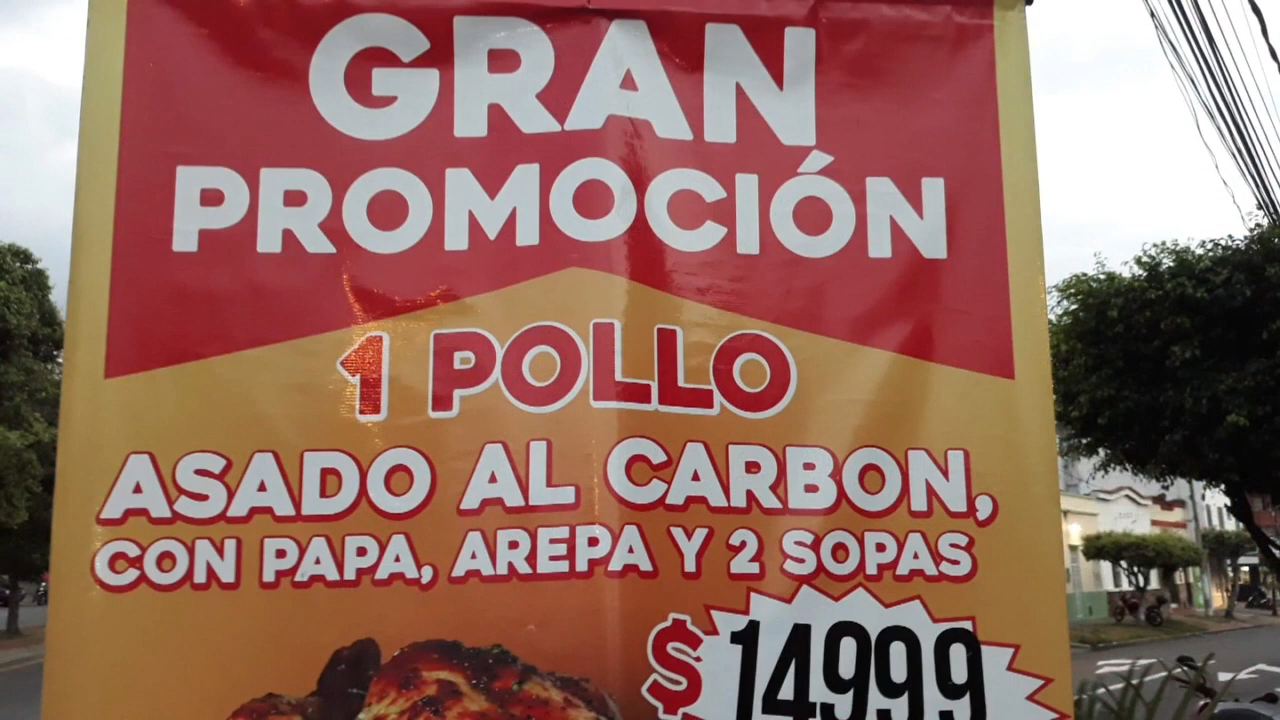 GRAN
PROMOCIÓN
1 POLLO
ASADO AL CARBON,
CON PAPA, AREPA Y 2 SOPAS
$ 14999